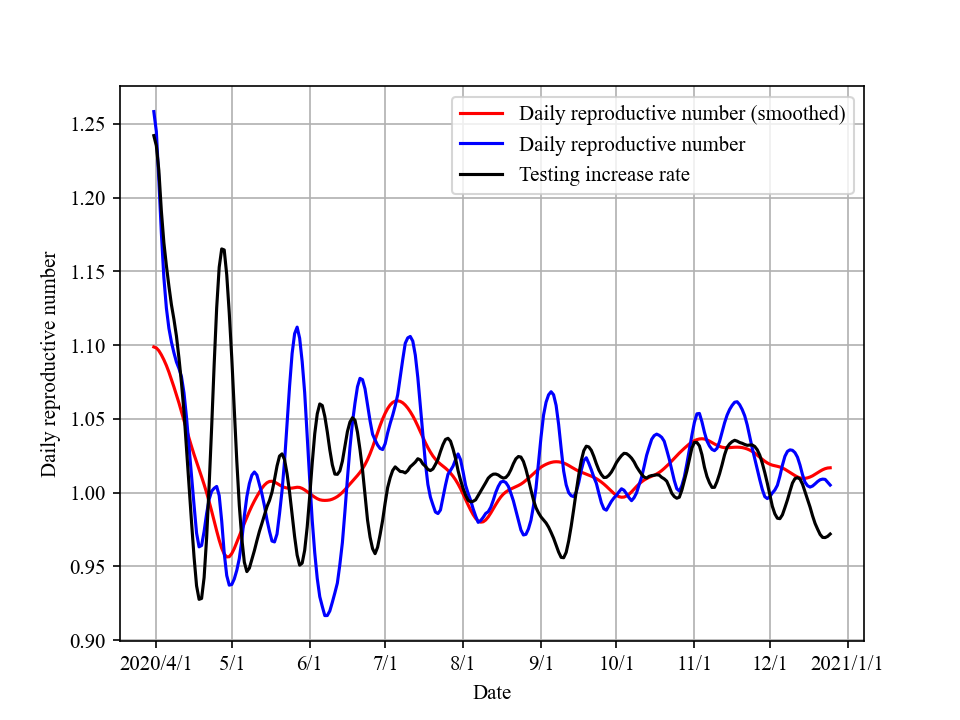 Daily reproductive number (smoothed)
Daily reproductive number
Testing increase rate
Daily reproductive number
1.25
1.20
1.15
1.10
1.05
1.00
0.95
0.90
2020/4/1 5/1 6/1 7/1 8/1 9/1 10/1 11/1 12/1 2021/1/1
Date